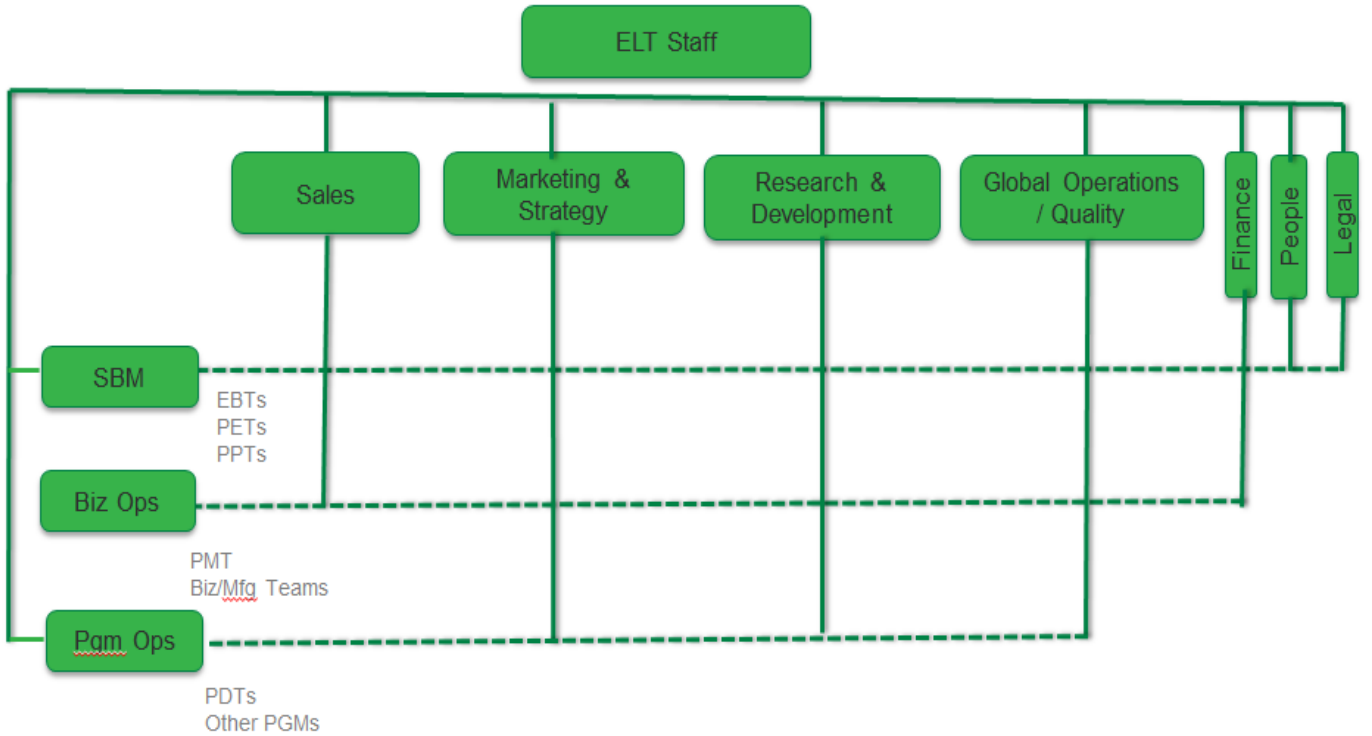 ELT Staff
Sales
Marketing &
Strategy
Research &
Development
Global Operations
/ Quality
Finance
People
Legal
SBM
EBTs
PETs
PPTs
Biz Ops
PMT
Biz/Mfg Teams
Pgm Ops
PDTs
Other PGMs